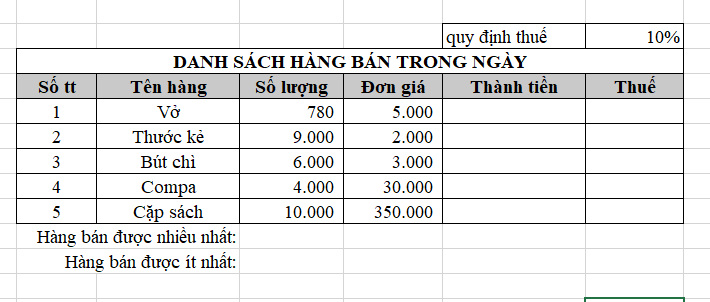 quy định thuế 10%
DANH SÁCH HÀNG BÁN TRONG NGÀY
Số tt Tên hàng Số lượng Đơn giá Thành tiền Thuế
1 Vở 780 5.000
2 Thước kẻ 9.000 2.000
3 Bút chì 6.000 3.000
4 Compa 4.000 30.000
5 Cặp sách 10.000 350.000
Hàng bán được nhiều nhất:
Hàng bán được ít nhất: